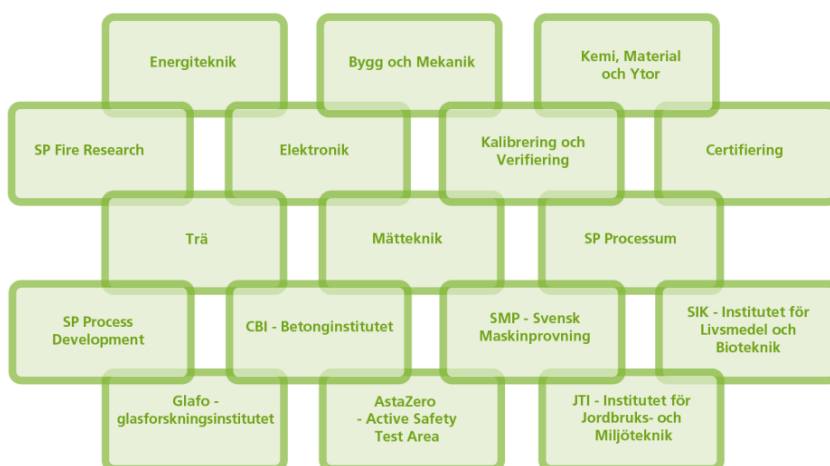 Energiteknik
Bygg och Mekanik
Kemi, Material
och Ytor
SP Fire Research
Elektronik
Kalibrering och
Verifiering
Certifiering
Trä
Mätteknik
SP Processum
SP Process
Development
CBI - Betonginstitutet
SMP - Svensk
Maskinprovning
SIK - Institutet för
Livsmedel och
Bioteknik
Glafo -
glasforskningsinstitutet
AstaZero
- Active Safety
Test Area
JTI - Institutet för
Jordbruks- och
Miljöteknik